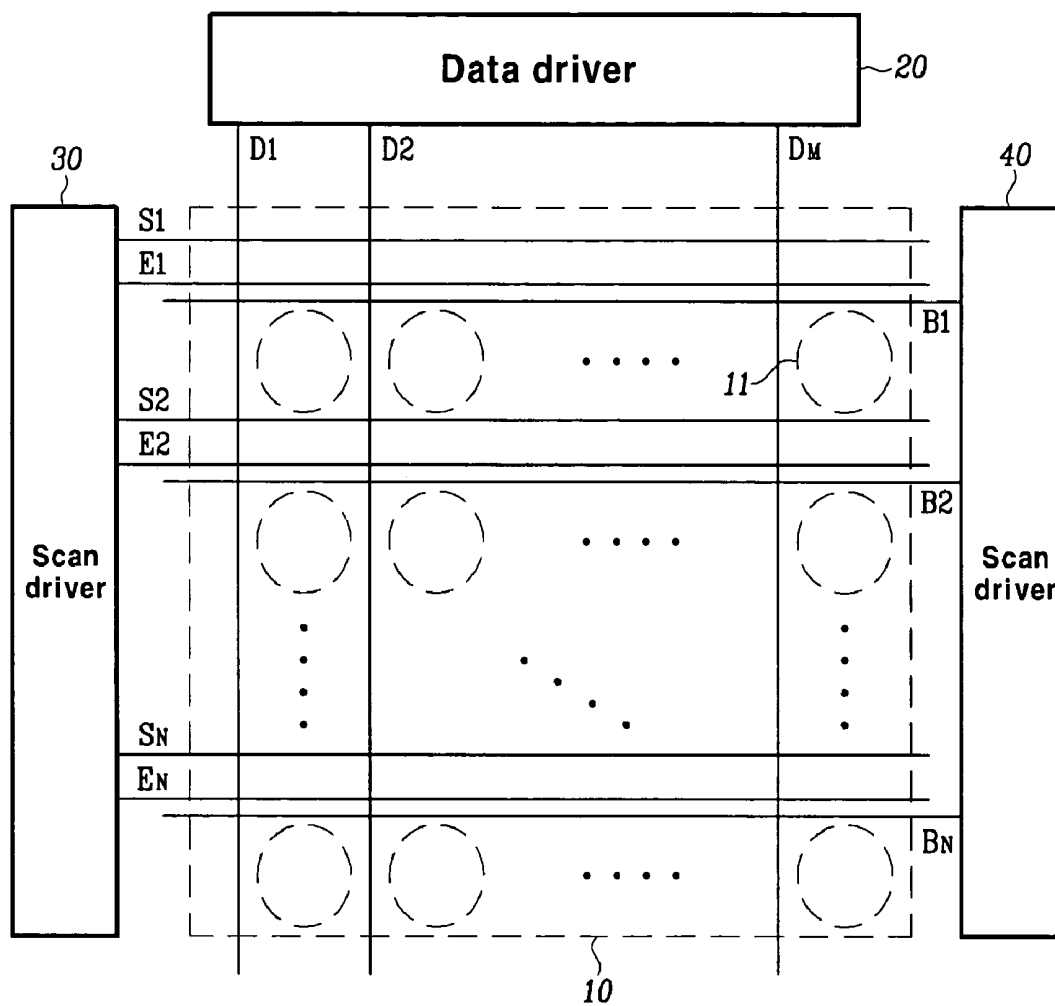 Data driver
20
D1 D2 DM
30
40
S1
E1
B1
11
S2
E2
B2
Scan
driver
Scan
driver
SN
EN
BN
10